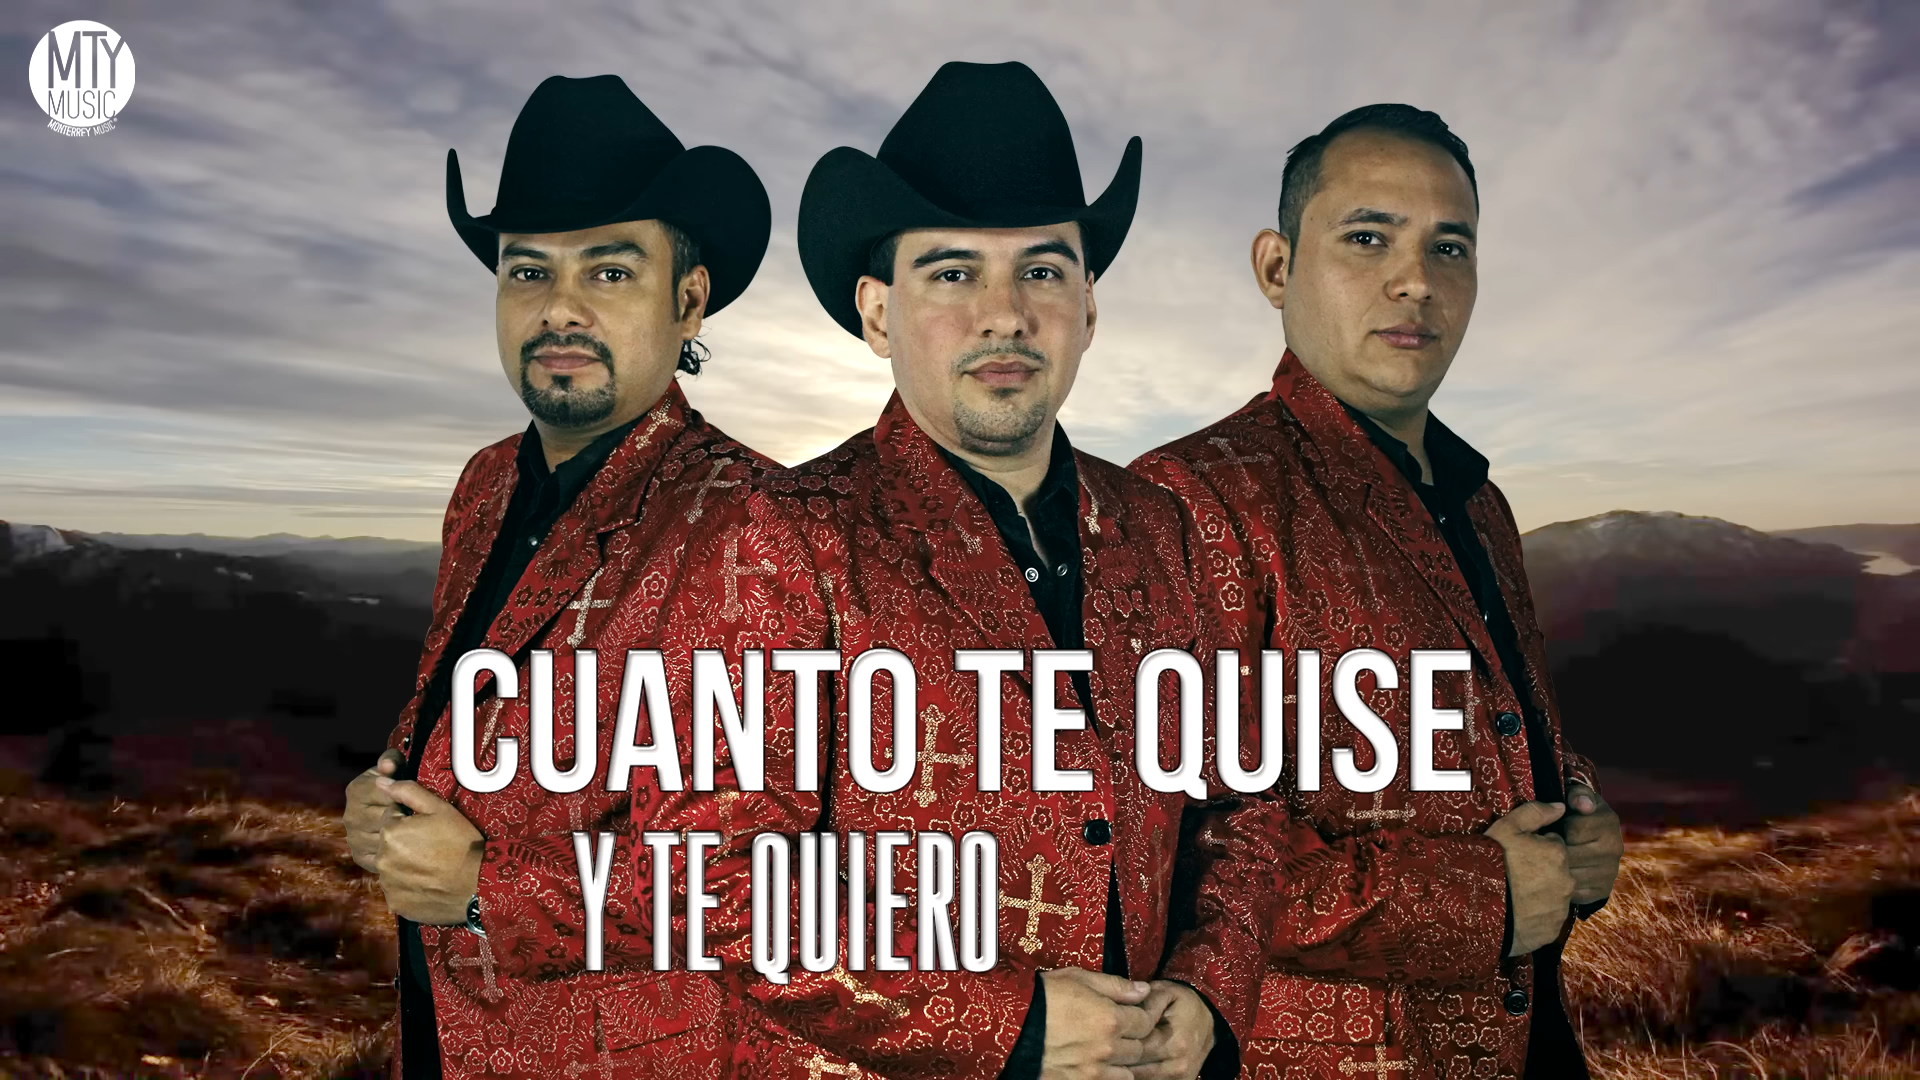 MTY
MUSIC
MONTERREY MUSIC®
CUANTO TE QUISE
Y TE QUIERO